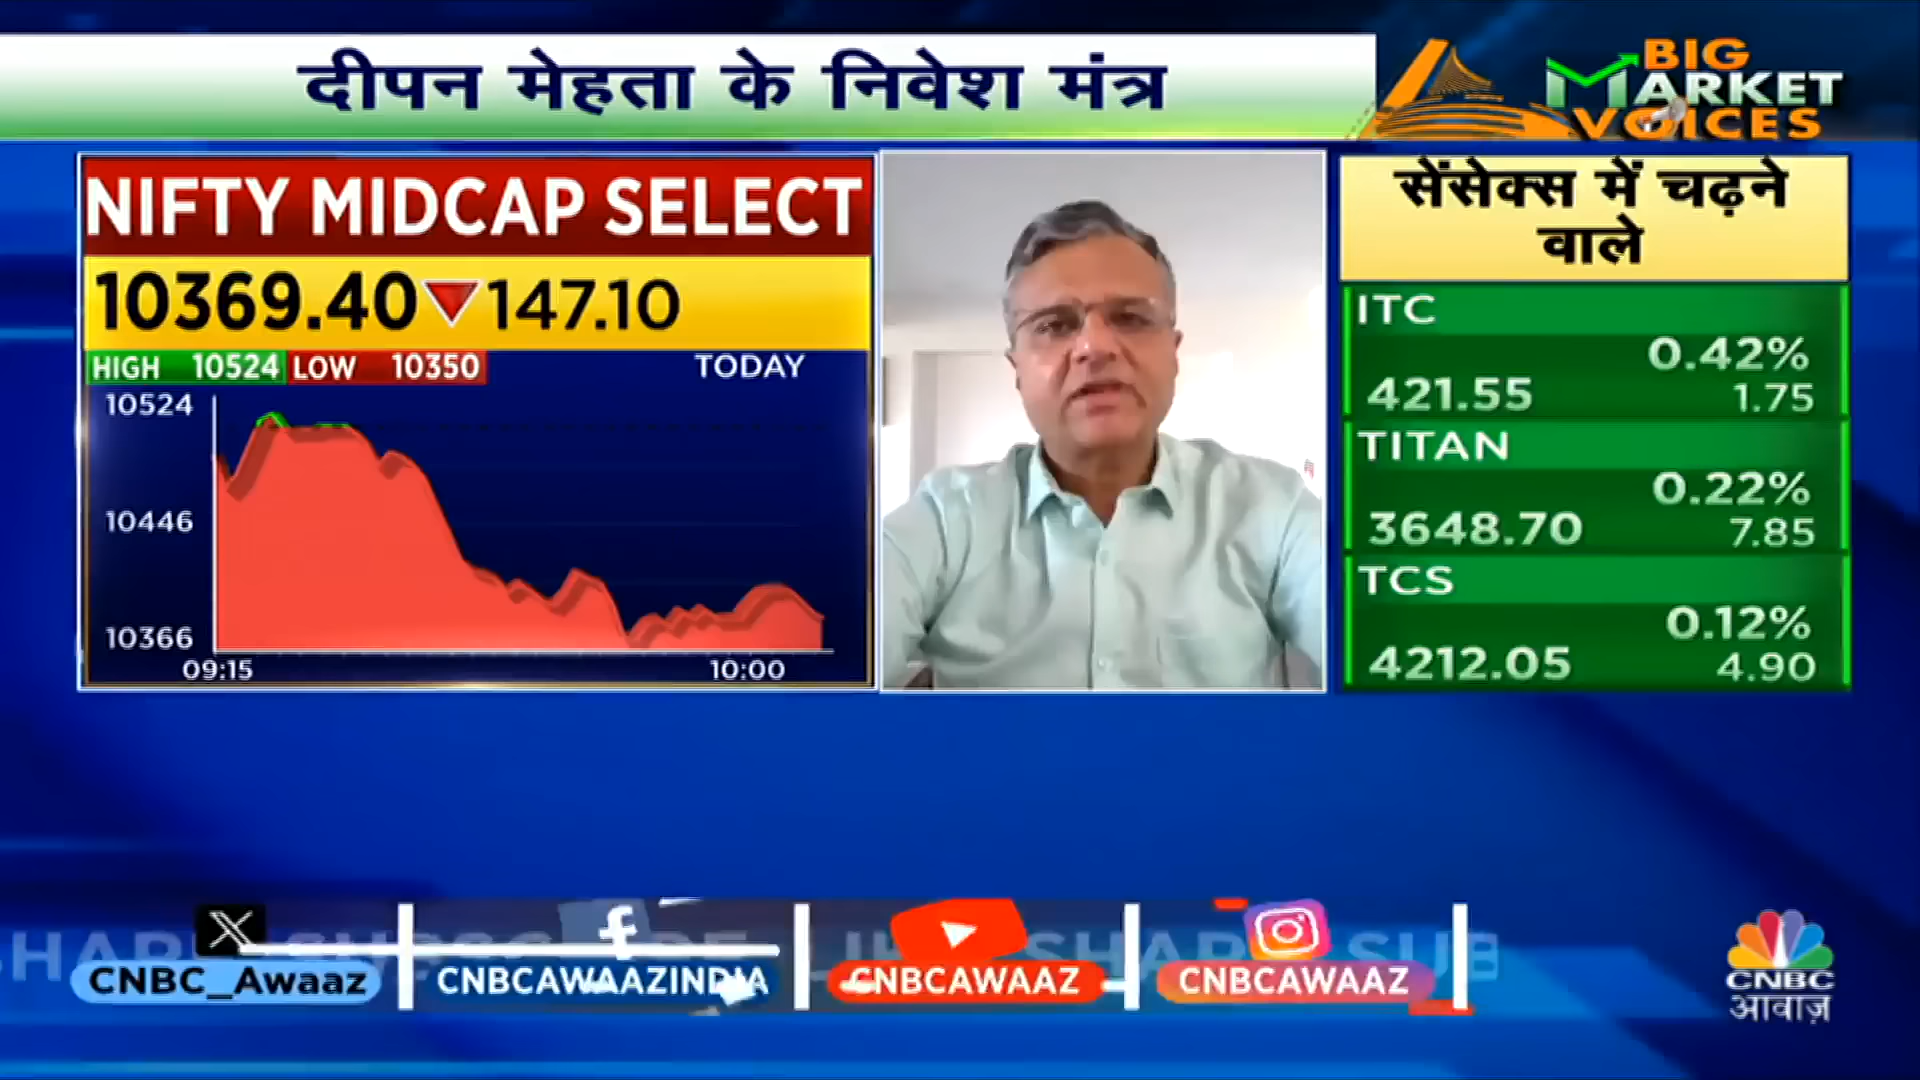 दीपन मेहता के निवेश मंत्र
BIG
MARKET
VOICES
NIFTY MIDCAP SELECT
10369.40 ▼ 147.10
HIGH 10524 LOW 10350 TODAY
10524
10446
10366
09:15 10:00
सेंसेक्स में चढ़ने
वाले
ITC
0.42%
421.55 1.75
TITAN
0.22%
3648.70 7.85
TCS
0.12%
4212.05 4.90
CNBC_Awaaz
CNBCAWAAZINDIA
CNBCAWAAZ
CNBCAWAAZ
CNBC
आवाज़